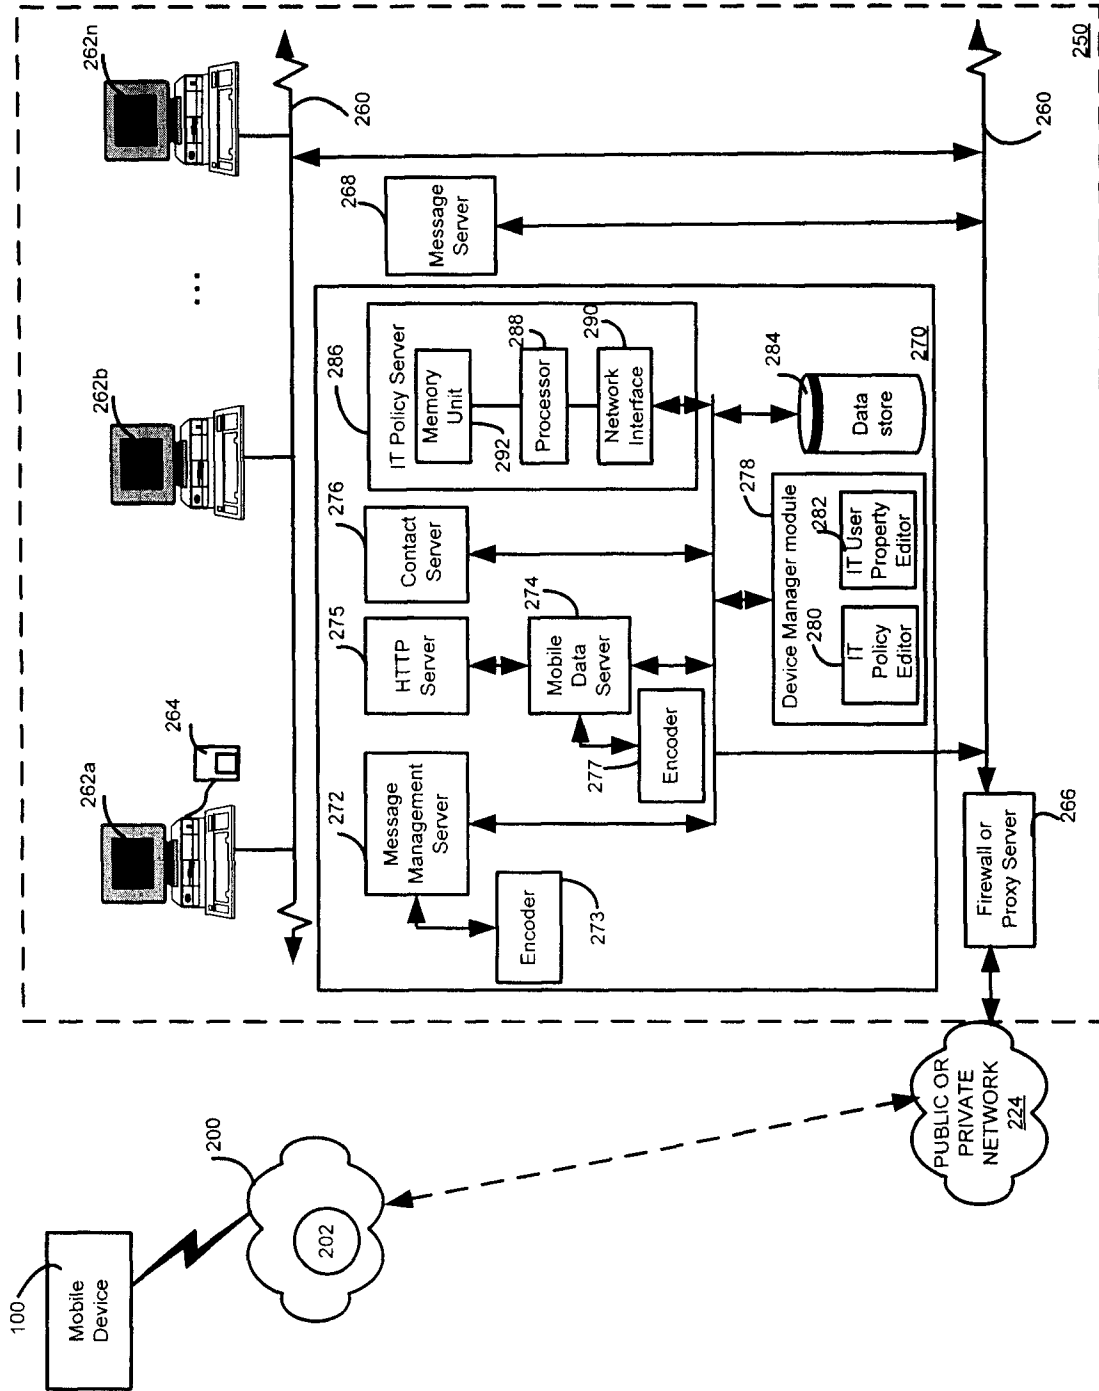 100
Mobile
Device
200
202
PUBLIC OR
PRIVATE
NETWORK
224
262a
264
262b
...
262n
260
272
Message
Management
Server
Encoder
273
275
HTTP
Server
276
Contact
Server
286
IT Policy Server
Memory
Unit
292
288
Processor
290
Network
Interface
268
Message
Server
274
Mobile
Data
Server
277
Encoder
278
Device Manager module
280
IT
Policy
Editor
282
IT User
Property
Editor
284
Data
store
270
260
250
Firewall or
Proxy Server
266